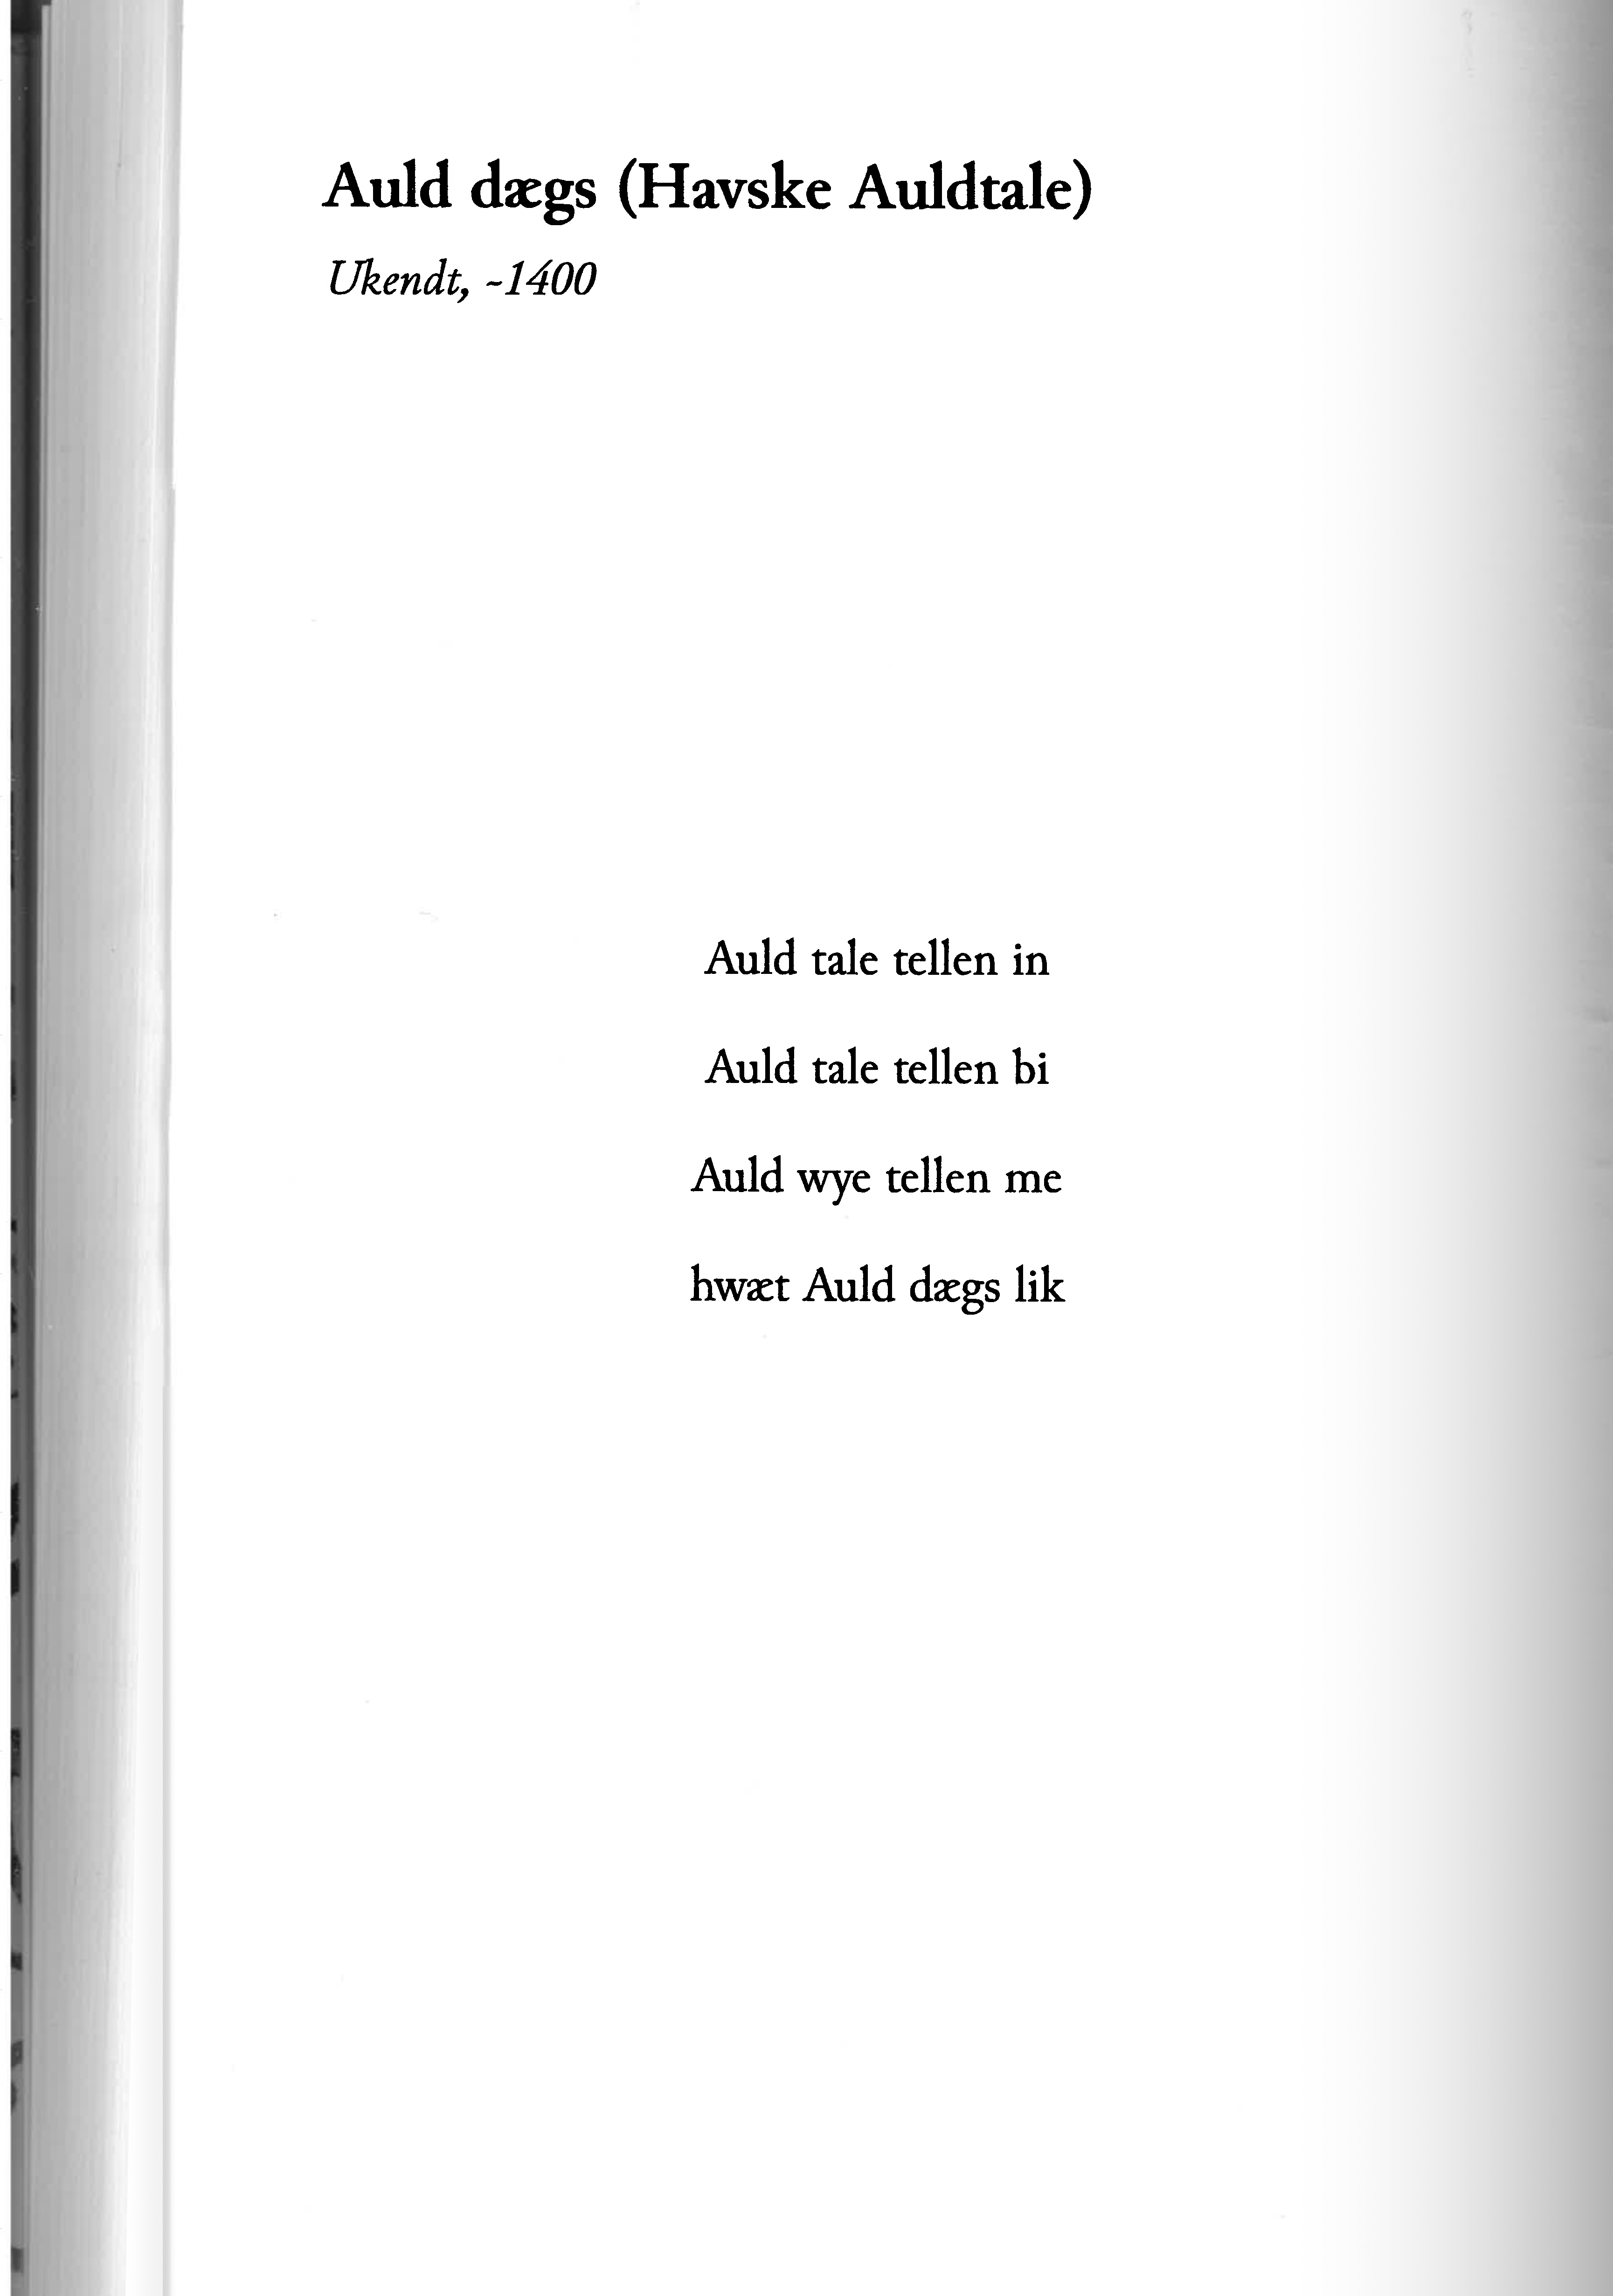 Auld dægs (Havske Auldtale)
Ukendt, ~1400
Auld tale tellen in
Auld tale tellen bi
Auld wye tellen me
hwæt Auld dægs lik